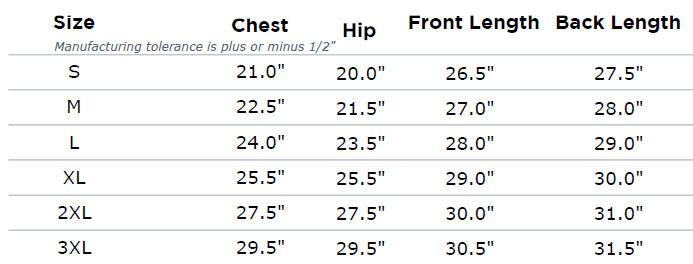 Size Chest Hip Front Length Back Length
Manufacturing tolerance is plus or minus 1/2"
S 21.0" 20.0" 26.5" 27.5"
M 22.5" 21.5" 27.0" 28.0"
L 24.0" 23.5" 28.0" 29.0"
XL 25.5" 25.5" 29.0" 30.0"
2XL 27.5" 27.5" 30.0" 31.0"
3XL 29.5" 29.5" 30.5" 31.5"